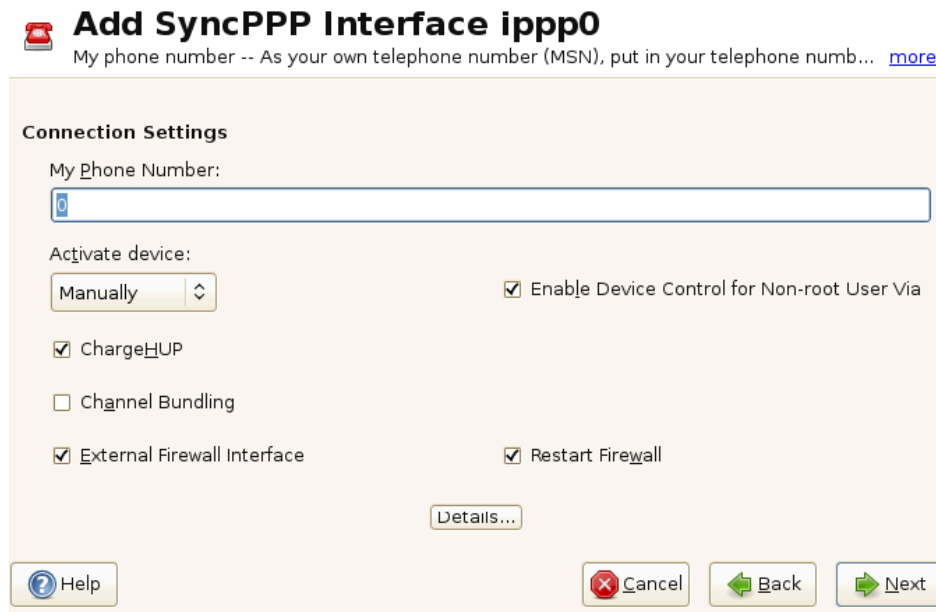 Add SyncPPP Interface ippp0
My phone number -- As your own telephone number (MSN), put in your telephone numb... more
Connection Settings
My Phone Number:
0
Activate device:
Manually
Enable Device Control for Non-root User Via
ChargeHUP
Channel Bundling
External Firewall Interface
Restart Firewall
Details...
Help
Cancel
Back
Next